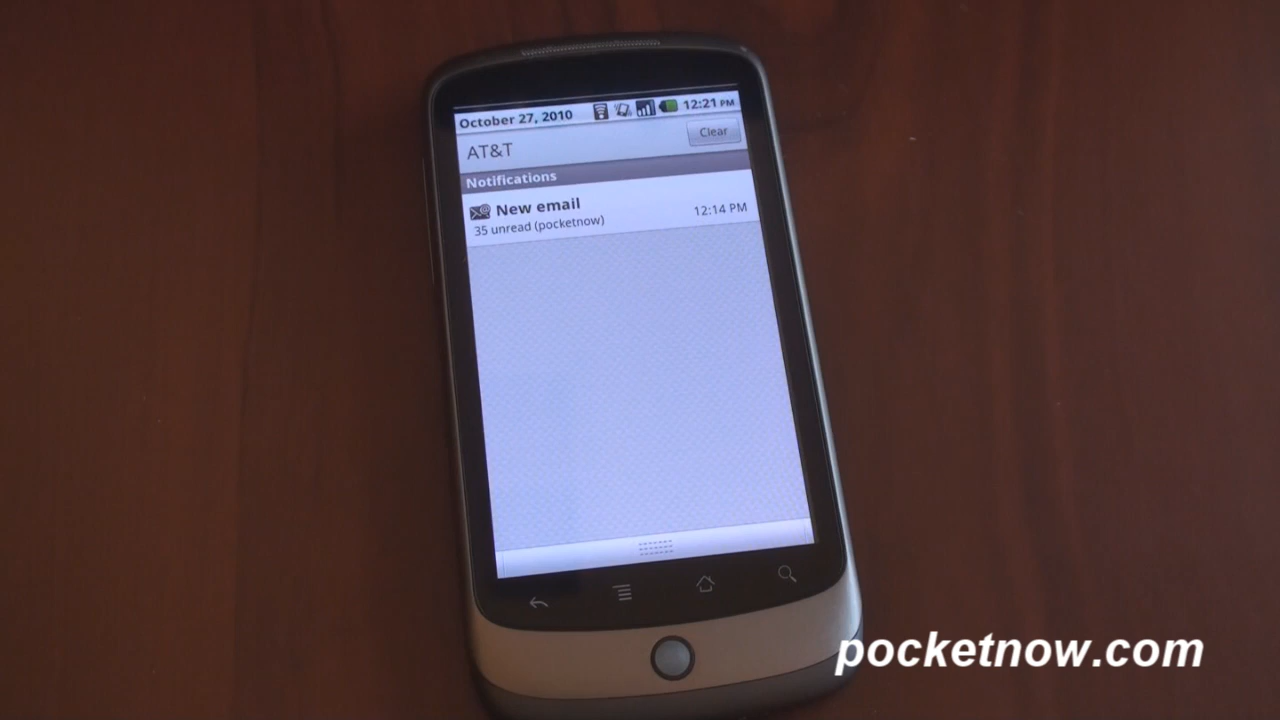 October 27, 2010 12:21 PM
AT&T Clear
Notifications
New email
35 unread (pocketnow) 12:14 PM
pocketnow.com